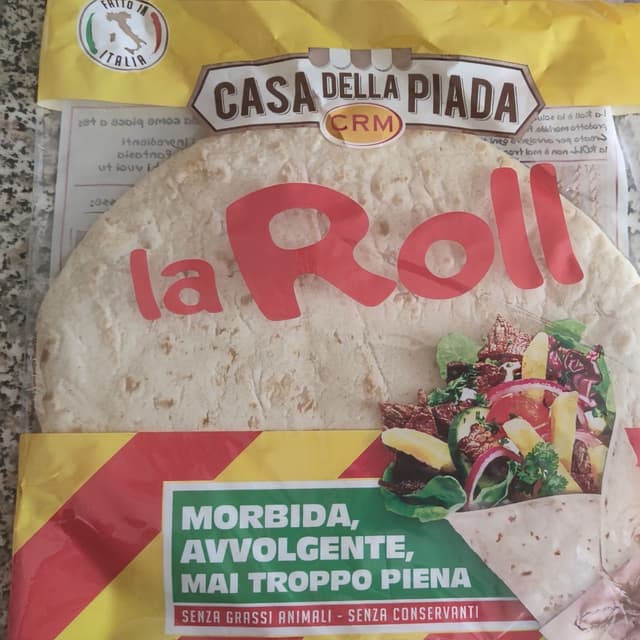 FATTO IN
ITALIA
CASA DELLA PIADA
CRM
la Roll
MORBIDA,
AVVOLGENTE,
MAI TROPPO PIENA
SENZA GRASSI ANIMALI - SENZA CONSERVANTI